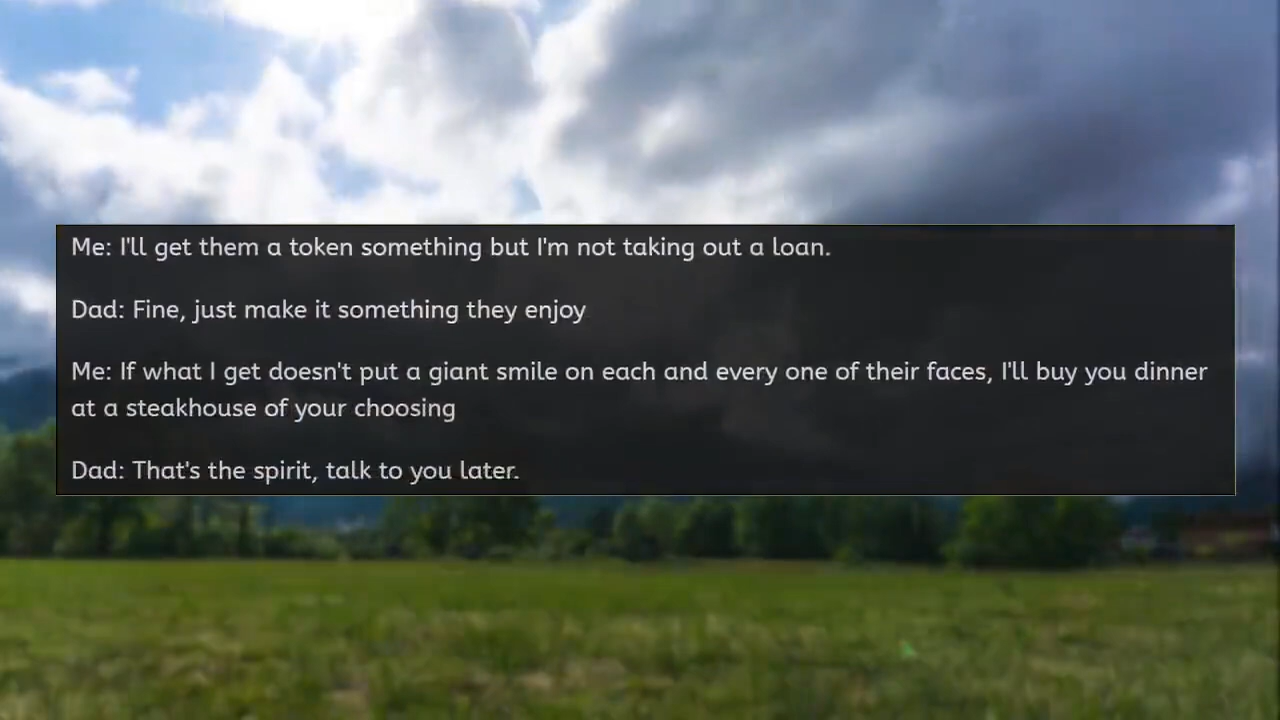 Me: I'll get them a token something but I'm not taking out a loan.
Dad: Fine, just make it something they enjoy
Me: If what I get doesn't put a giant smile on each and every one of their faces, I'll buy you dinner
at a steakhouse of your choosing
Dad: That's the spirit, talk to you later.